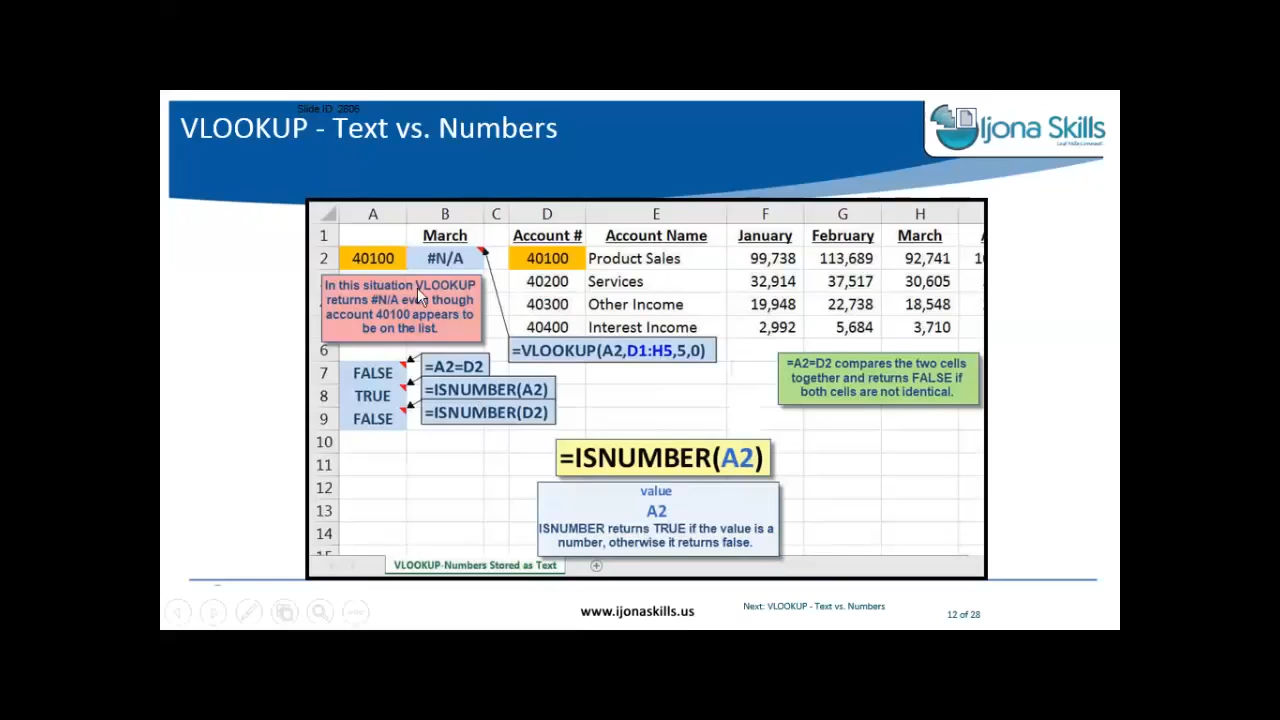 Slide ID: 2806
VLOOKUP - Text vs. Numbers
Ijona Skills
A B C D E F G H
1 March Account # Account Name January February March
2 40100 #N/A 40100 Product Sales 99,738 113,689 92,741
40200 Services 32,914 37,517 30,605
40300 Other Income 19,948 22,738 18,548
40400 Interest Income 2,992 5,684 3,710
In this situation VLOOKUP
returns #N/A even though
account 40100 appears to
be on the list.
=VLOOKUP(A2,D1:H5,5,0)
6
7 FALSE =A2=D2
8 TRUE =ISNUMBER(A2)
9 FALSE =ISNUMBER(D2)
=A2=D2 compares the two cells
together and returns FALSE if
both cells are not identical.
10
11 =ISNUMBER(A2)
12 value
13 A2
ISNUMBER returns TRUE if the value is a
14 number, otherwise it returns false.
VLOOKUP-Numbers Stored as Text
www.ijonaskills.us
Next: VLOOKUP - Text vs. Numbers
12 of 28